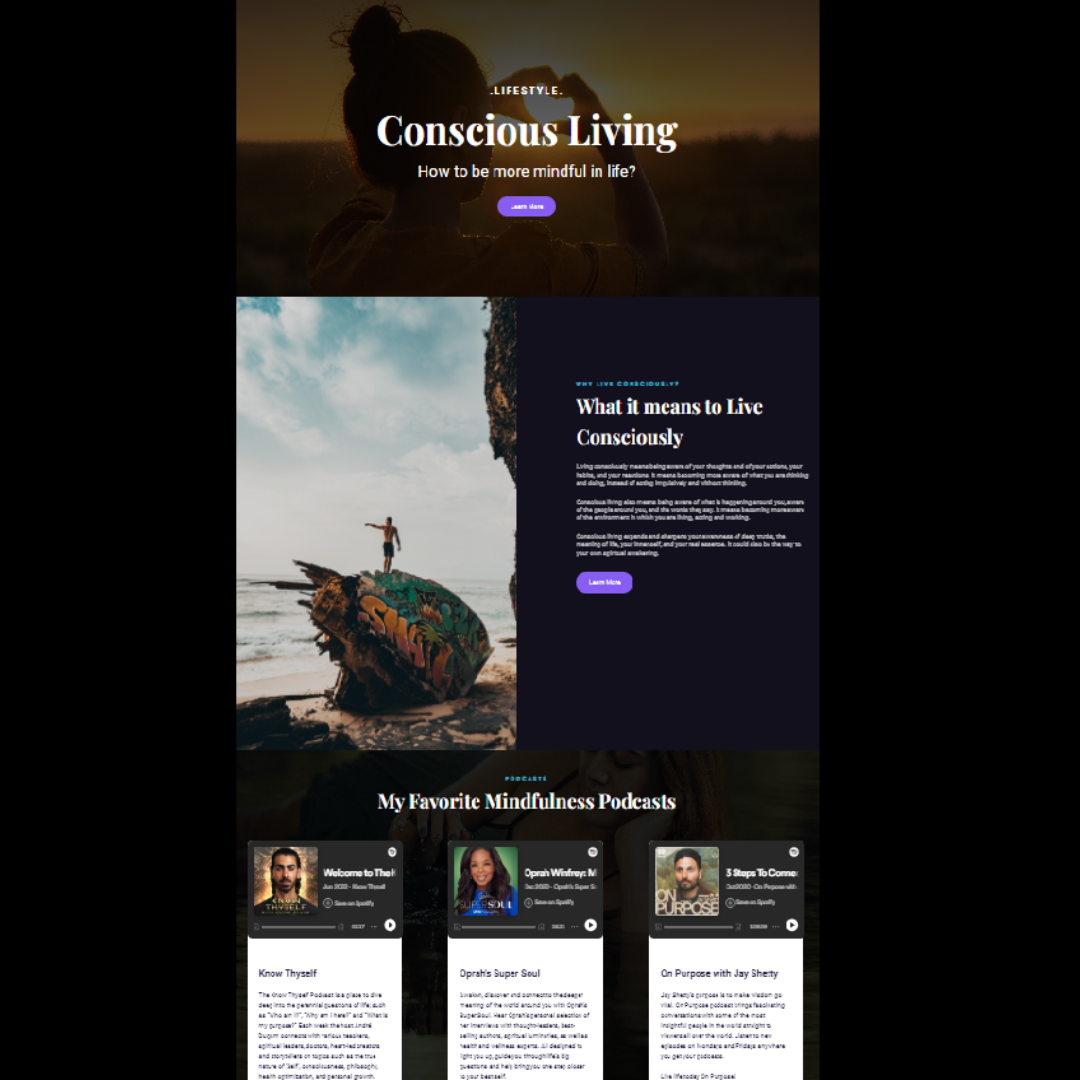 .LIFESTYLE.
Conscious Living
How to be more mindful in life?
Learn More
WHY LIVE CONSCIOUSLY?
What it means to Live
Consciously
Living consciously means being aware of your thoughts and of your actions, your
habits, and your reactions. It means becoming more aware of what you are thinking
and doing, instead of acting impulsively and without thinking.
Conscious living also means being aware of what is happening around you, aware
of the people around you, and the words they say. It means becoming more aware
of the environment in which you are living, acting and working.
Conscious living expands and sharpens your awareness of deep truths, the
meaning of life, your inner self, and your real essence. It could also be the way to
your own spiritual awakening.
Learn More
SMILE
PODCASTS
My Favorite Mindfulness Podcasts
Welcome to The
Know Thyself
Save on Spotify
KNOW
THYSELF
Oprah Winfrey: M
Oprah's Super S
Save on Spotify
SUPERSOUL
3 Steps To Conne
On Purpose with
Save on Spotify
ON
PURPOSE
Know Thyself
The Know Thyself Podcast is a place to dive
deep into the perennial questions of life; such
as "Who am I?", "Why am I here?" and "What is
my purpose?" Each week the host André
Duqum connects with various teachers,
spiritual leaders, doctors, heart-led creators
and storytellers on topics such as the true
nature of 'Self', consciousness, philosophy,
health optimization, and personal growth.
Oprah's Super Soul
Awaken, discover and connect to the deeper
meaning of the world around you with Oprah's
SuperSoul. Hear Oprah's personal selection of
her interviews with thought-leaders, best-
selling authors, spiritual luminaries, as well as
health and wellness experts. All designed to
light you up, guide you through life's big
questions and help bring you one step closer
to your best self.
On Purpose with Jay Shetty
Jay Shetty's purpose is to make wisdom go
viral. On Purpose podcast brings fascinating
conversations with some of the most
insightful people in the world straight to
viewers all over the world. Listen to new
episodes on Mondays and Fridays anywhere
you get your podcasts.
Live life today On Purpose!